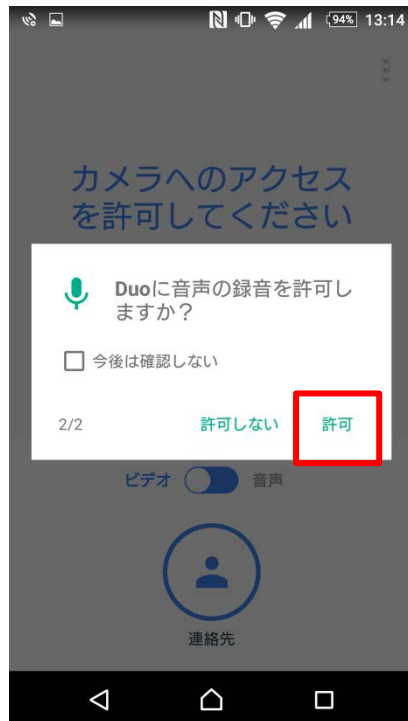 94% 13:14
カメラへのアクセス
を許可してください
Duoに音声の録音を許可し
ますか？
今後は確認しない
2/2 許可しない 許可
ビデオ 音声
連絡先